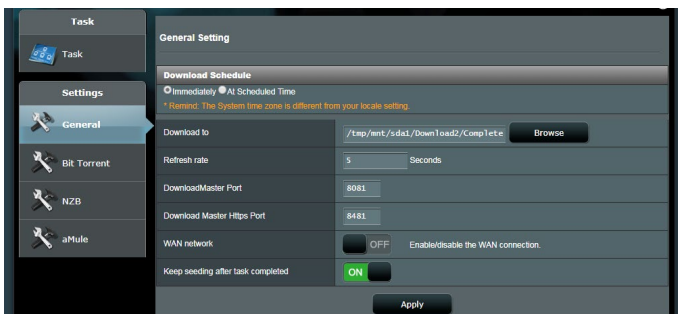 Task
Task
Settings
General
Bit Torrent
NZB
aMule
General Setting
Download Schedule
Immediately At Scheduled Time
* Remind: The System time zone is different from your locale setting.
Download to /tmp/mnt/sda1/Download2/Complete Browse
Refresh rate 5 Seconds
DownloadMaster Port 8081
Download Master Https Port 8481
WAN network OFF Enable/disable the WAN connection.
Keep seeding after task completed ON
Apply